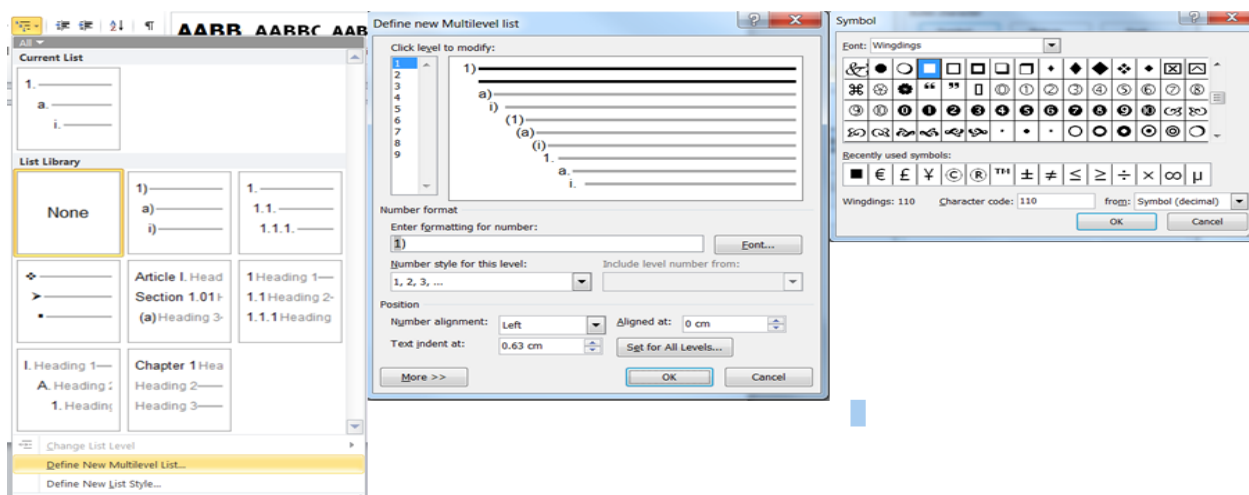 AABB AABBC AAB
All
Current List
1.
a.
i.
List Library
None
1)
a)
i)
1.
1.1.
1.1.1.
Article I. Head
Section 1.01
(a) Heading 3
1 Heading 1
1.1 Heading 2
1.1.1 Heading
I. Heading 1
A. Heading
1. Heading
Chapter 1 Hea
Heading 2
Heading 3
Change List Level
Define New Multilevel List...
Define New List Style...
Define new Multilevel list
Click level to modify:
1
2
3
4
5
6
7
8
9
1)
a)
i)
(1)
(a)
(i)
1.
a.
i.
Number format
Enter formatting for number:
1)
Font...
Number style for this level:
Include level number from:
1, 2, 3, ...
Position
Number alignment:
Left
Aligned at:
0 cm
Text indent at:
0.63 cm
Set for All Levels...
More >>
OK
Cancel
Symbol
Font: Wingdings
Recently used symbols:
■ € £ ¥ © ® ™ ± ≠ ≤ ≥ ÷ × ∞ µ
Wingdings: 110
Character code: 110
from: Symbol (decimal)
OK
Cancel